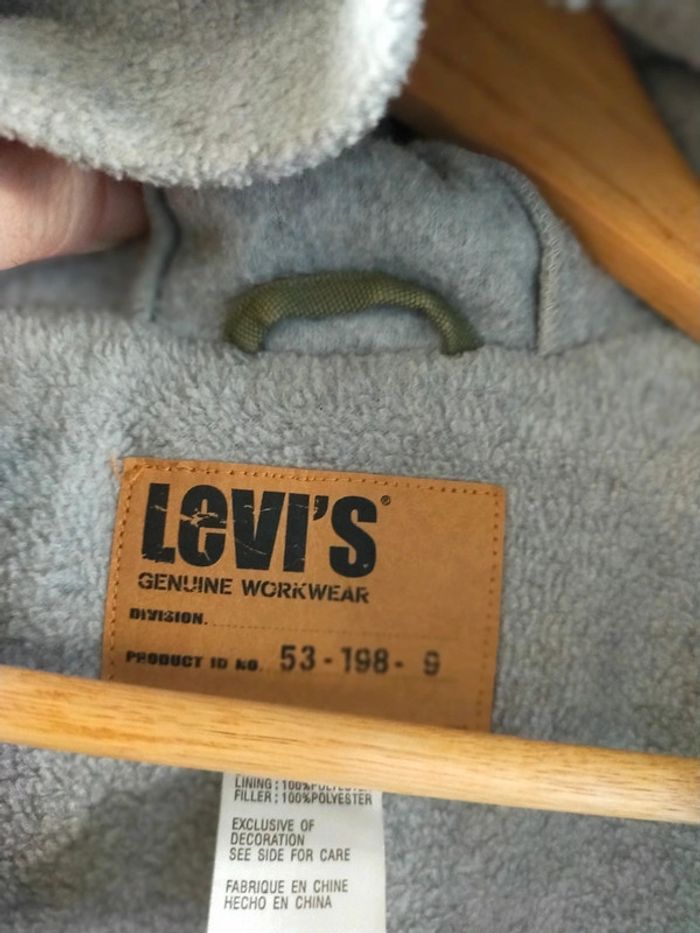 LeVI'S®
GENUINE WORKWEAR
DIVISION.
PRODUCT ID NO. 53-198-9
LINING:100%POLYESTER
FILLER:100%POLYESTER
EXCLUSIVE OF
DECORATION
SEE SIDE FOR CARE
FABRIQUE EN CHINE
HECHO EN CHINA